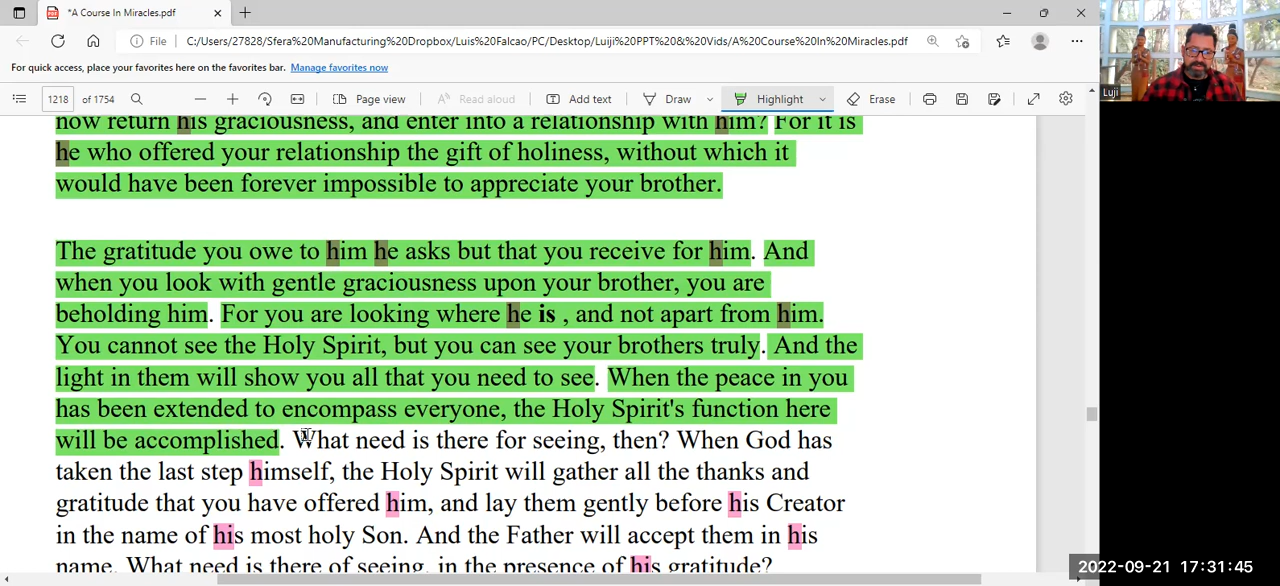 *A Course In Miracles.pdf
File C:/Users/27828/Sfera%20Manufacturing%20Dropbox/Luis%20Falcao/PC/Desktop/Luiji%20PPT%20&%20Vids/A%20Course%20In%20Miracles.pdf
For quick access, place your favorites here on the favorites bar. Manage favorites now
1218 of 1754 Page view Read aloud Add text Draw Highlight Erase
Luji
now return his graciousness, and enter into a relationship with him? For it is
he who offered your relationship the gift of holiness, without which it
would have been forever impossible to appreciate your brother.
The gratitude you owe to him he asks but that you receive for him. And
when you look with gentle graciousness upon your brother, you are
beholding him. For you are looking where he is , and not apart from him.
You cannot see the Holy Spirit, but you can see your brothers truly. And the
light in them will show you all that you need to see. When the peace in you
has been extended to encompass everyone, the Holy Spirit's function here
will be accomplished. What need is there for seeing, then? When God has
taken the last step himself, the Holy Spirit will gather all the thanks and
gratitude that you have offered him, and lay them gently before his Creator
in the name of his most holy Son. And the Father will accept them in his
name. What need is there of seeing, in the presence of his gratitude?
2022-09-21 17:31:45